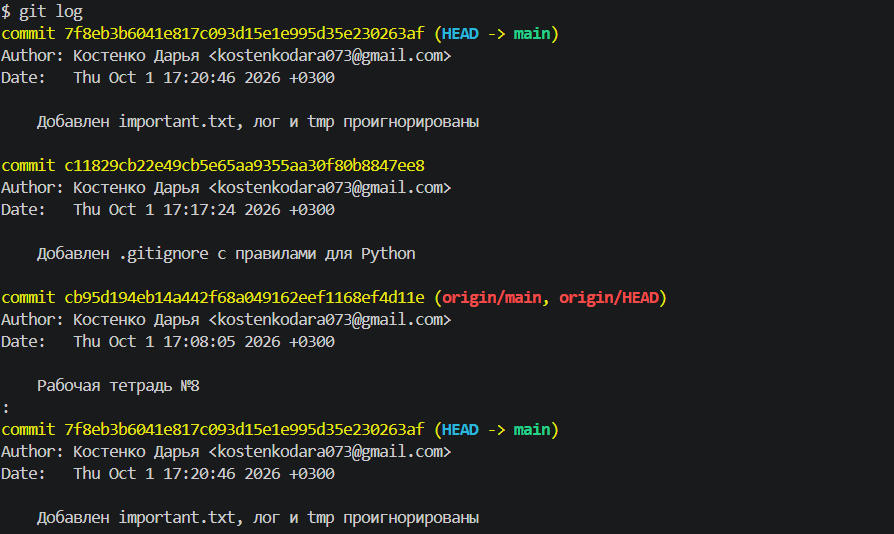 $ git log
commit 7f8eb3b6041e817c093d15e1e995d35e230263af (HEAD -> main)
Author: Костенко Дарья <kostenkodara073@gmail.com>
Date:   Thu Oct 1 17:20:46 2026 +0300
Добавлен important.txt, лог и tmp проигнорированы
commit c11829cb22e49cb5e65aa9355aa30f80b8847ee8
Author: Костенко Дарья <kostenkodara073@gmail.com>
Date:   Thu Oct 1 17:17:24 2026 +0300
Добавлен .gitignore с правилами для Python
commit cb95d194eb14a442f68a049162eef1168ef4d11e (origin/main, origin/HEAD)
Author: Костенко Дарья <kostenkodara073@gmail.com>
Date:   Thu Oct 1 17:08:05 2026 +0300
Рабочая тетрадь №8
:
commit 7f8eb3b6041e817c093d15e1e995d35e230263af (HEAD -> main)
Author: Костенко Дарья <kostenkodara073@gmail.com>
Date:   Thu Oct 1 17:20:46 2026 +0300
Добавлен important.txt, лог и tmp проигнорированы